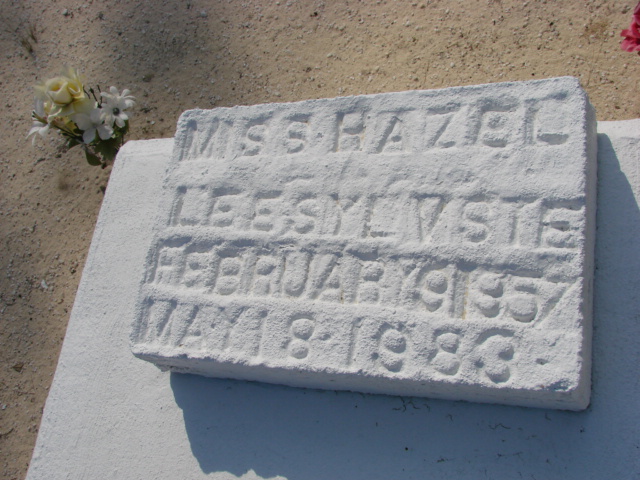 MISS·HAZEL
LEE SYLVSTE
FEBRUARY 9 1957
MAY 18·1983·